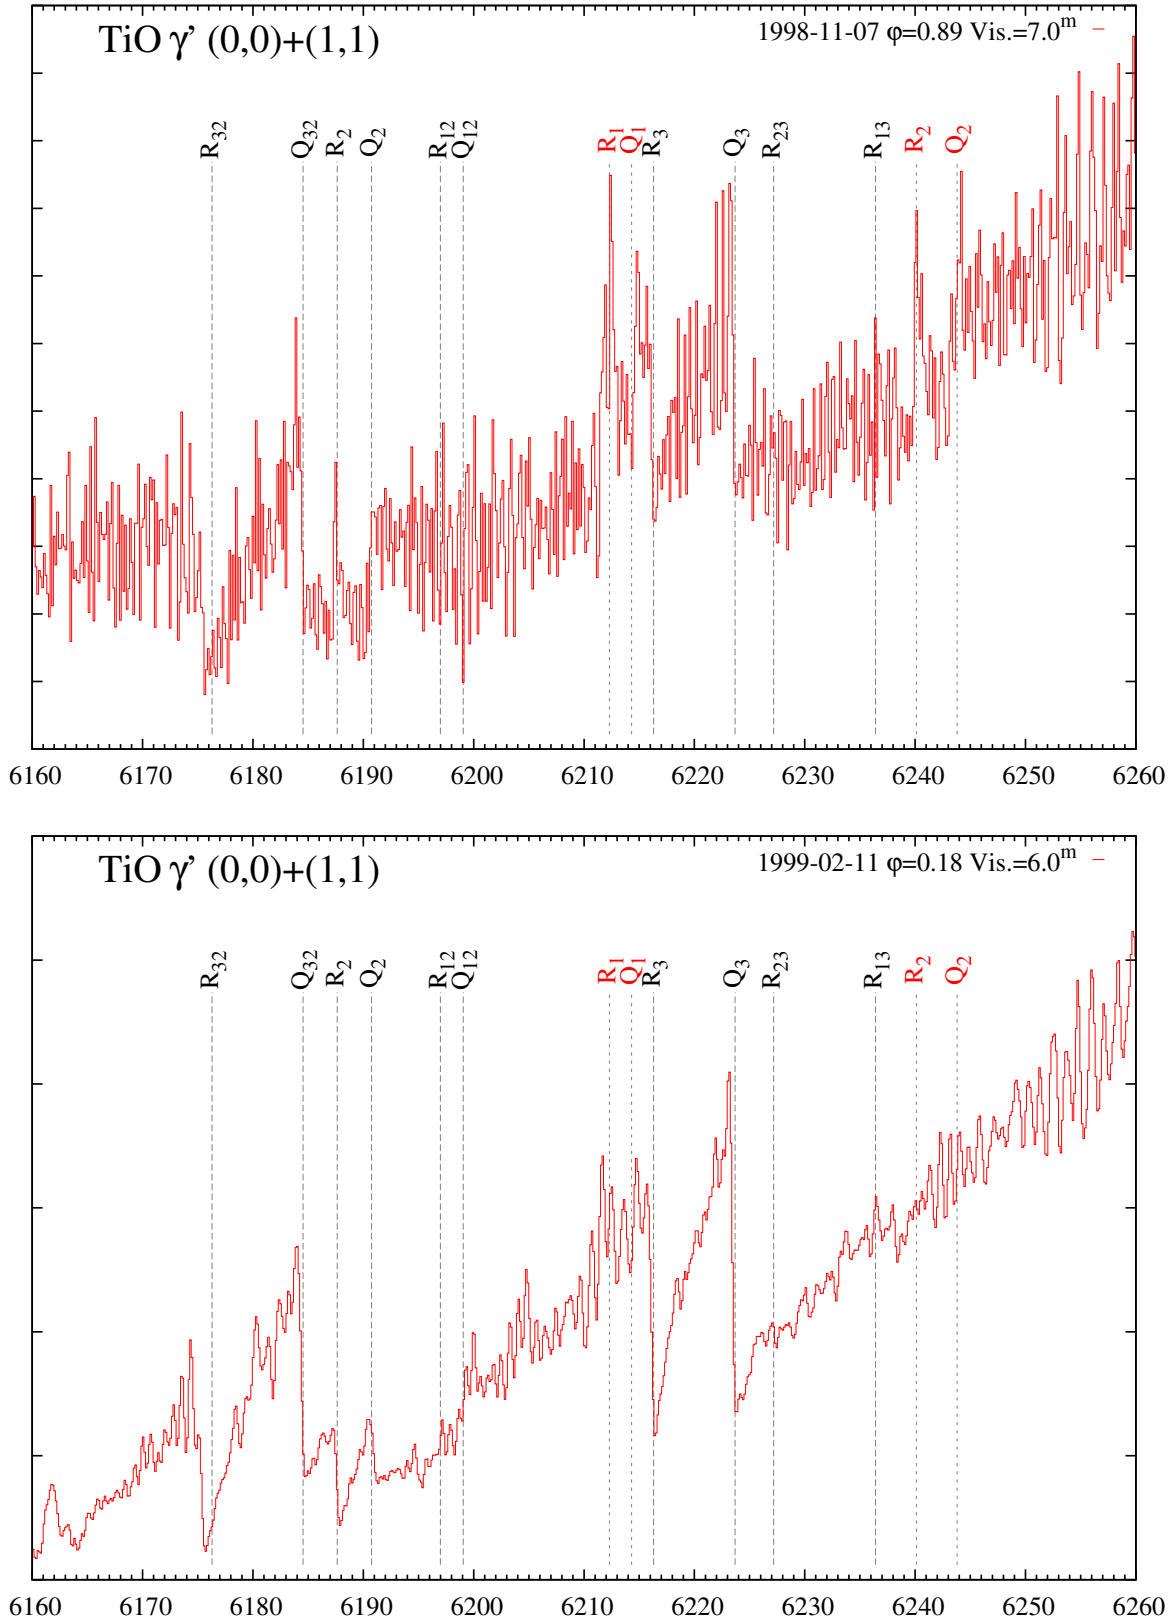 TiO γ’ (0,0)+(1,1)
1998-11-07 φ=0.89 Vis.=7.0m
R32 Q32 R2 Q2 R12 Q12 R1 Q1 R3 Q3 R23 R13 R2 Q2
6160 6170 6180 6190 6200 6210 6220 6230 6240 6250 6260
TiO γ’ (0,0)+(1,1)
1999-02-11 φ=0.18 Vis.=6.0m
R32 Q32 R2 Q2 R12 Q12 R1 Q1 R3 Q3 R23 R13 R2 Q2
6160 6170 6180 6190 6200 6210 6220 6230 6240 6250 6260